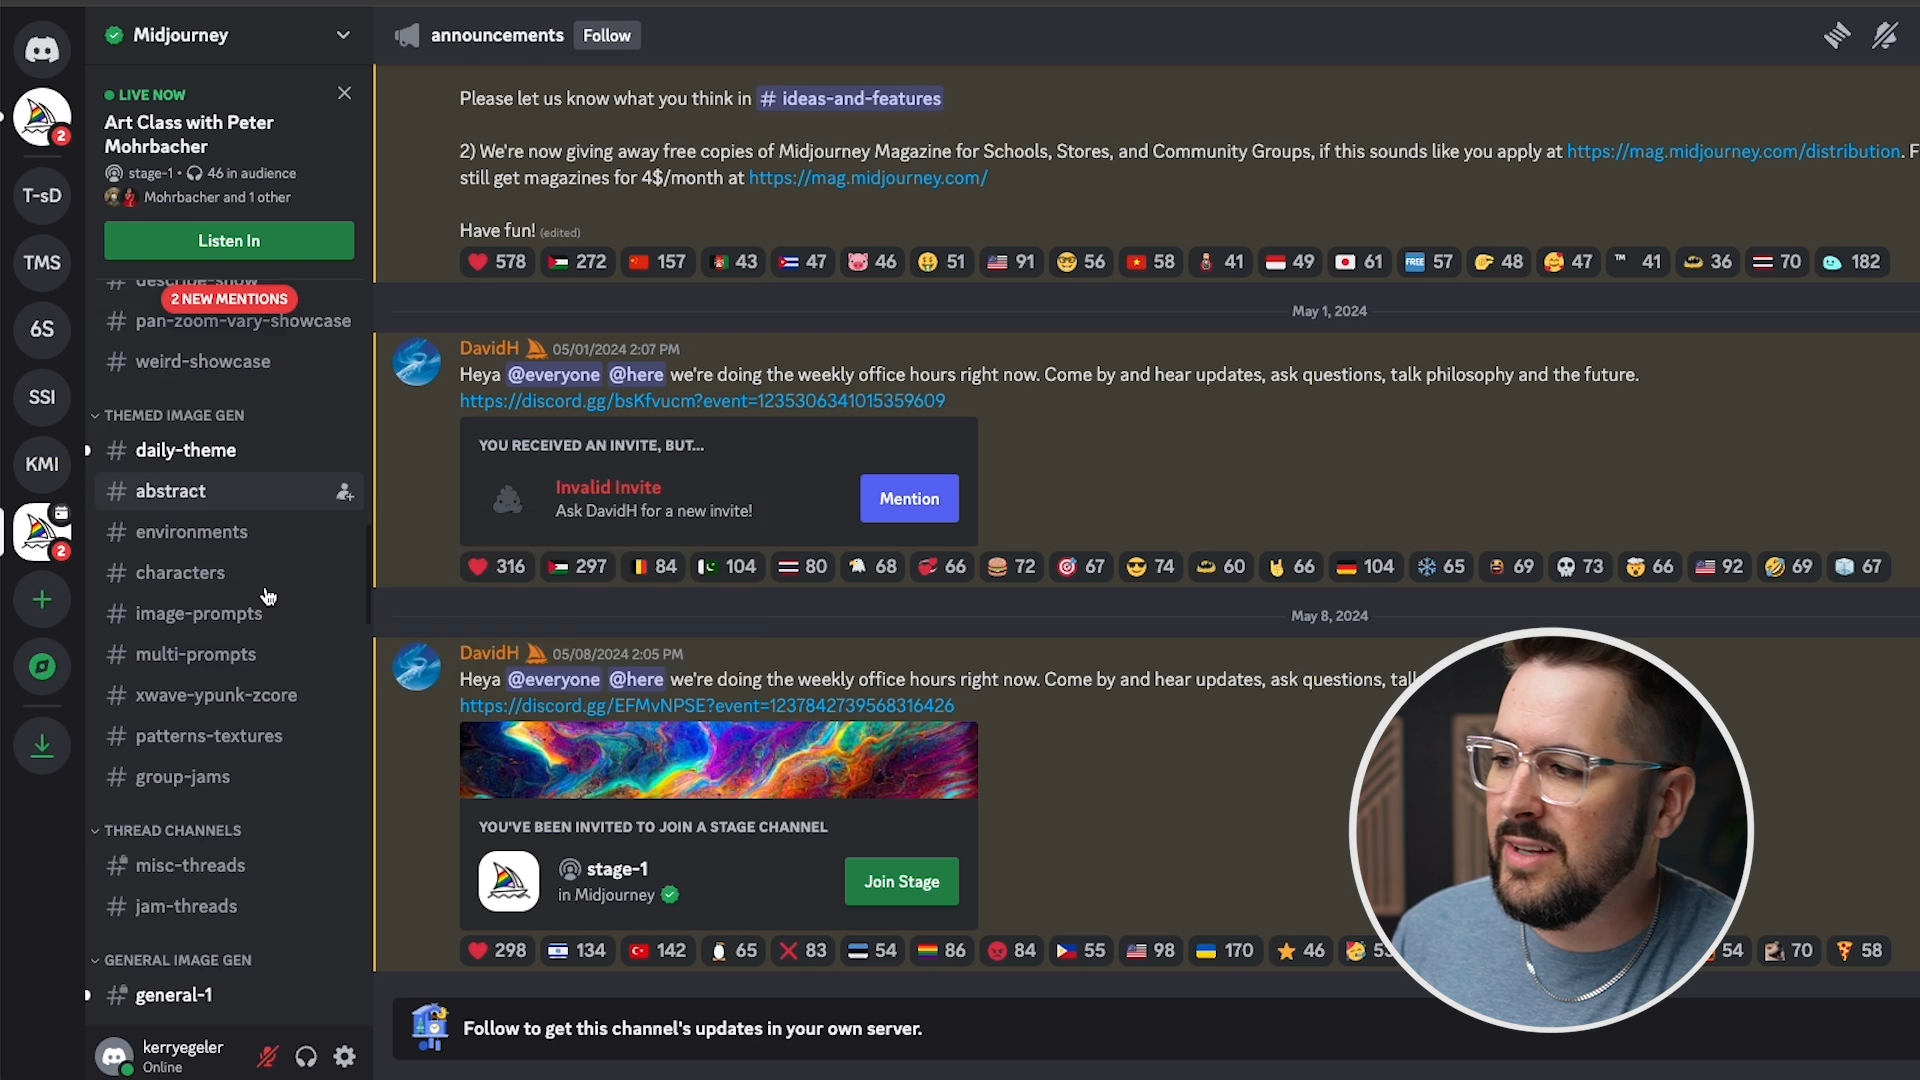 Midjourney
announcements
Follow
LIVE NOW
Art Class with Peter
Mohrbacher
stage-1 • 46 in audience
Mohrbacher and 1 other
Listen In
2
T-sD
TMS
6S
SSI
KMI
2
describe-show
2 NEW MENTIONS
# pan-zoom-vary-showcase
# weird-showcase
THEMED IMAGE GEN
# daily-theme
# abstract
# environments
# characters
# image-prompts
# multi-prompts
# xwave-ypunk-zcore
# patterns-textures
# group-jams
THREAD CHANNELS
# misc-threads
# jam-threads
GENERAL IMAGE GEN
# general-1
kerryegeler
Online
Please let us know what you think in # ideas-and-features
2) We're now giving away free copies of Midjourney Magazine for Schools, Stores, and Community Groups, if this sounds like you apply at https://mag.midjourney.com/distribution. F
still get magazines for 4$/month at https://mag.midjourney.com/
Have fun! (edited)
578 272 157 43 47 46 51 91 56 58 41 49 61 FREE 57 48 47 ™ 41 36 70 182
May 1, 2024
DavidH 05/01/2024 2:07 PM
Heya @everyone @here we're doing the weekly office hours right now. Come by and hear updates, ask questions, talk philosophy and the future.
https://discord.gg/bsKfvucm?event=1235306341015359609
YOU RECEIVED AN INVITE, BUT...
Invalid Invite
Ask DavidH for a new invite!
Mention
316 297 84 104 80 68 66 72 67 74 60 66 104 65 69 73 66 92 69 67
May 8, 2024
DavidH 05/08/2024 2:05 PM
Heya @everyone @here we're doing the weekly office hours right now. Come by and hear updates, ask questions, tal
https://discord.gg/EFMvNPSE?event=1237842739568316426
YOU'VE BEEN INVITED TO JOIN A STAGE CHANNEL
stage-1
in Midjourney
Join Stage
298 134 142 65 83 54 86 84 55 98 170 46 53 54 70 58
Follow to get this channel's updates in your own server.